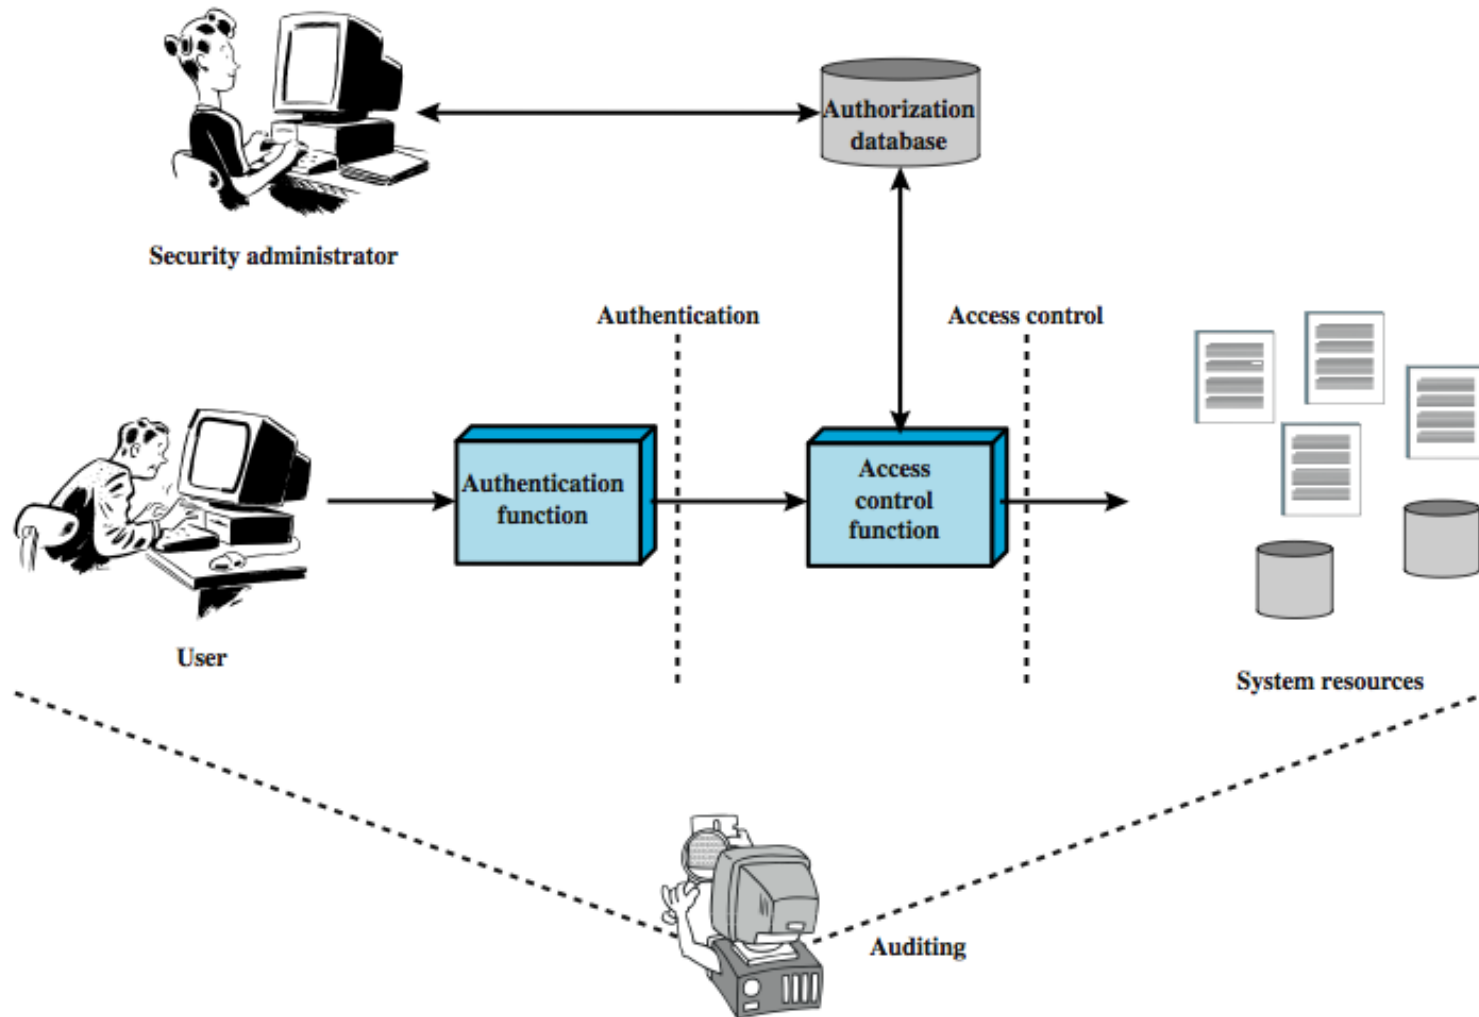 Authorization
database
Security administrator
Authentication
Access control
Authentication
function
Access
control
function
User
System resources
Auditing